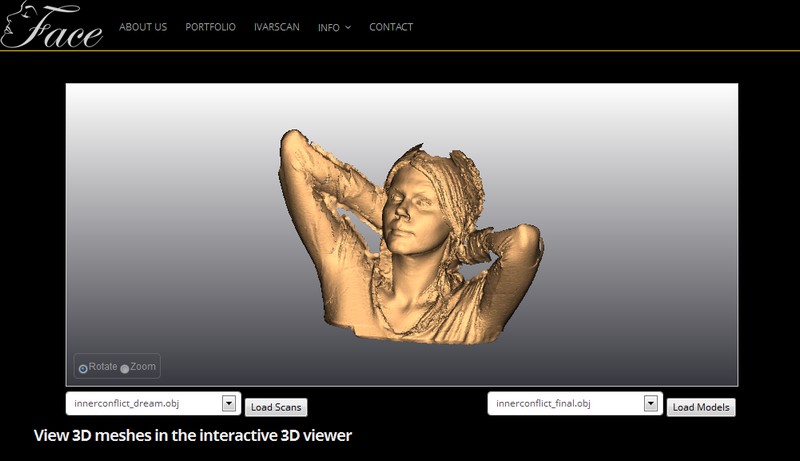 Face
ABOUT US PORTFOLIO IVARSCAN INFO CONTACT
Rotate Zoom
innerconflict_dream.obj Load Scans innerconflict_final.obj Load Models
View 3D meshes in the interactive 3D viewer